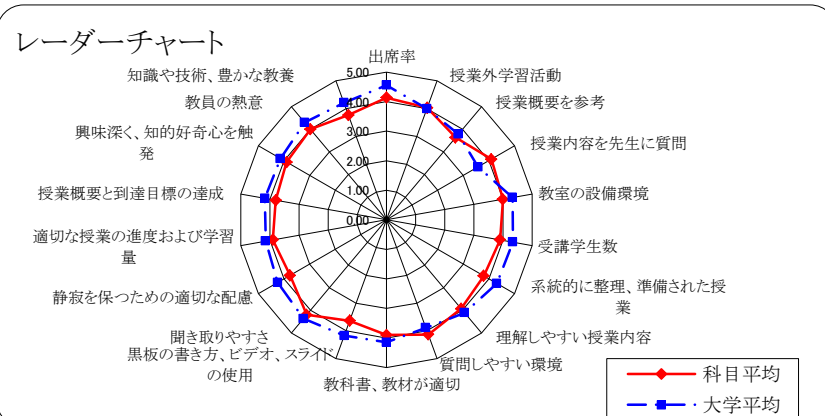 レーダーチャート
出席率
授業外学習活動
授業概要を参考
授業内容を先生に質問
教室の設備環境
受講学生数
系統的に整理、準備された授
業
理解しやすい授業内容
質問しやすい環境
教科書、教材が適切
黒板の書き方、ビデオ、スライド
の使用
聞き取りやすさ
静寂を保つための適切な配慮
適切な授業の進度および学習
量
授業概要と到達目標の達成
興味深く、知的好奇心を触
発
教員の熱意
知識や技術、豊かな教養
5.00
4.00
3.00
2.00
1.00
0.00
科目平均
大学平均